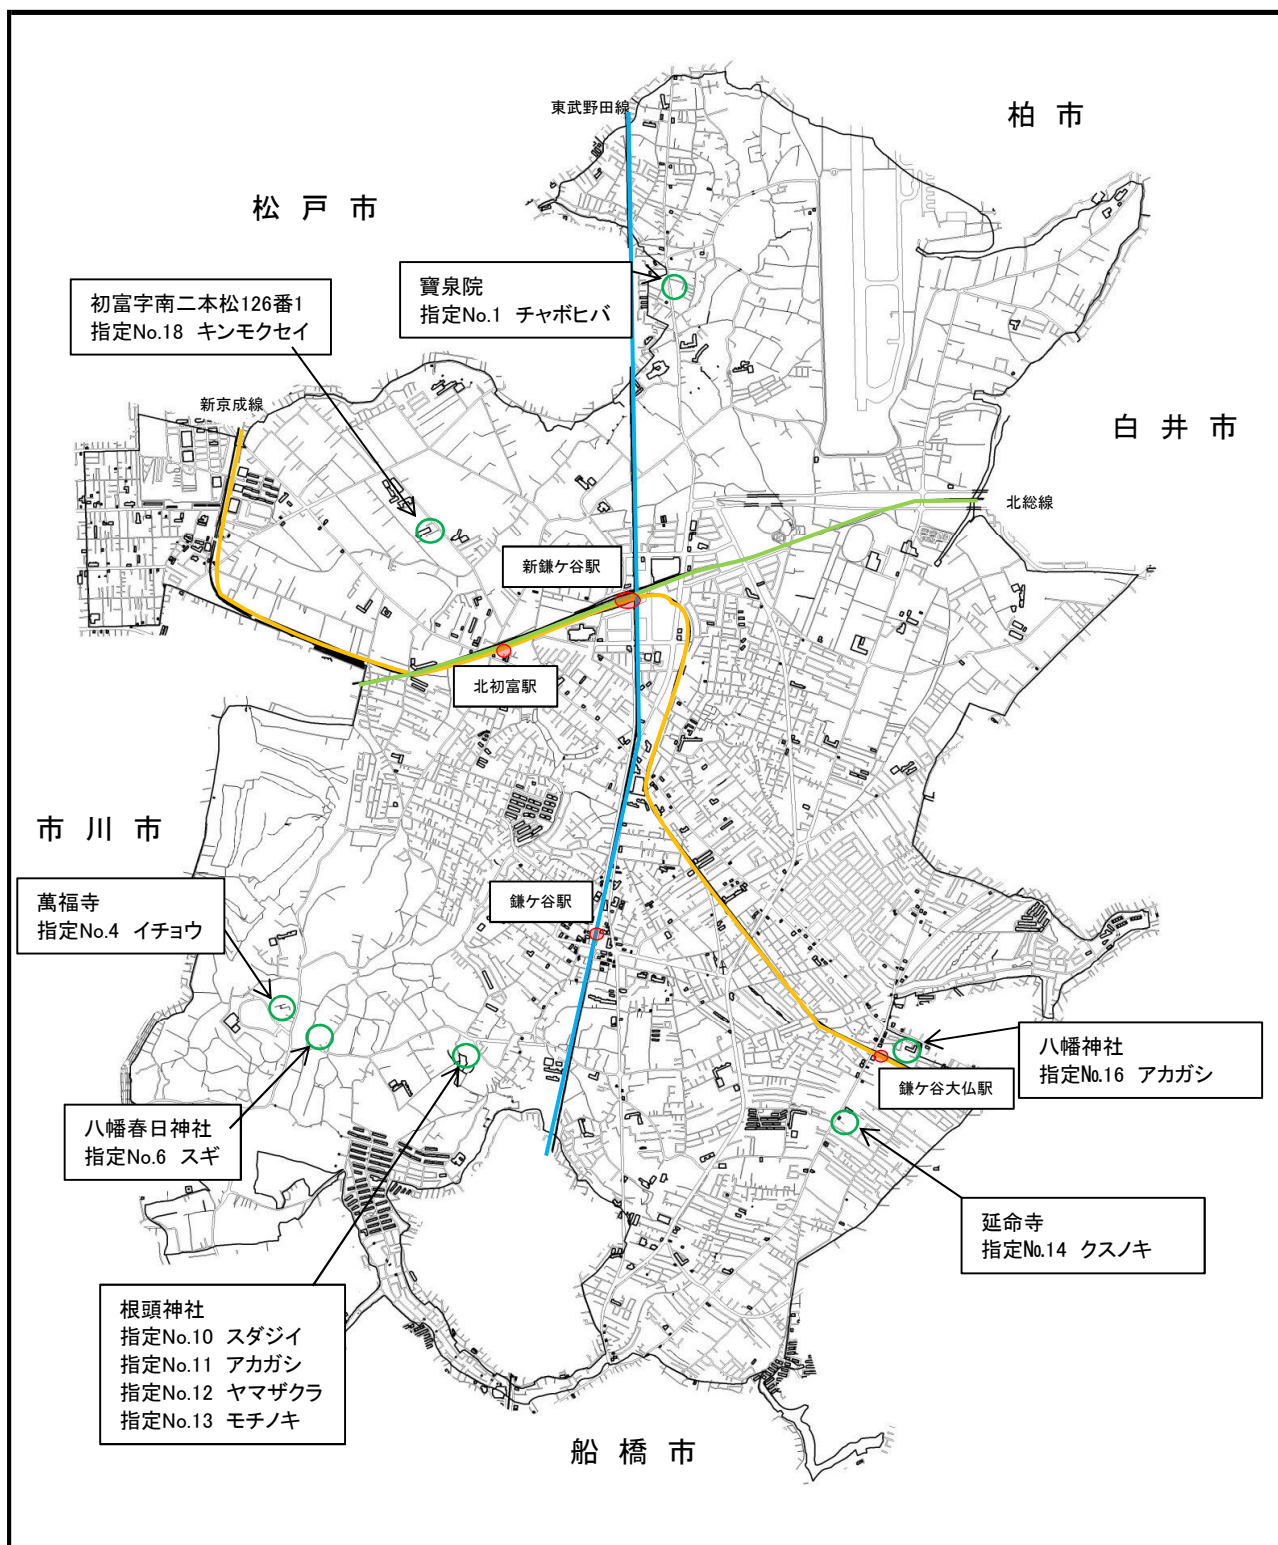 東武野田線
柏市
松戸市
寶泉院
指定No.1 チャボヒバ
初富字南二本松126番1
指定No.18 キンモクセイ
新京成線
白井市
北総線
新鎌ケ谷駅
北初富駅
市川市
萬福寺
指定No.4 イチョウ
鎌ケ谷駅
八幡神社
指定No.16 アカガシ
鎌ケ谷大仏駅
八幡春日神社
指定No.6 スギ
延命寺
指定No.14 クスノキ
根頭神社
指定No.10 スダジイ
指定No.11 アカガシ
指定No.12 ヤマザクラ
指定No.13 モチノキ
船橋市